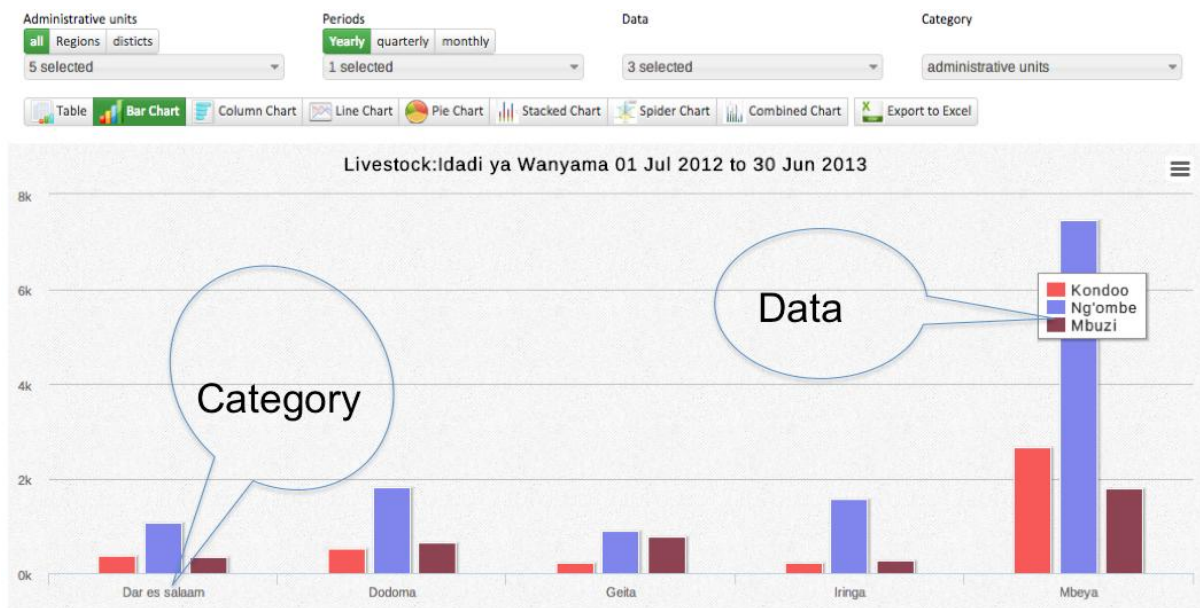 Administrative units Periods Data Category
all Regions disticts Yearly quarterly monthly
5 selected 1 selected 3 selected administrative units
Table Bar Chart Column Chart Line Chart Pie Chart Stacked Chart Spider Chart Combined Chart Export to Excel
Livestock:Idadi ya Wanyama 01 Jul 2012 to 30 Jun 2013
8k
6k
Kondoo
Ng'ombe
Mbuzi
Data
4k
Category
2k
0k
Dar es salaam Dodoma Geita Iringa Mbeya